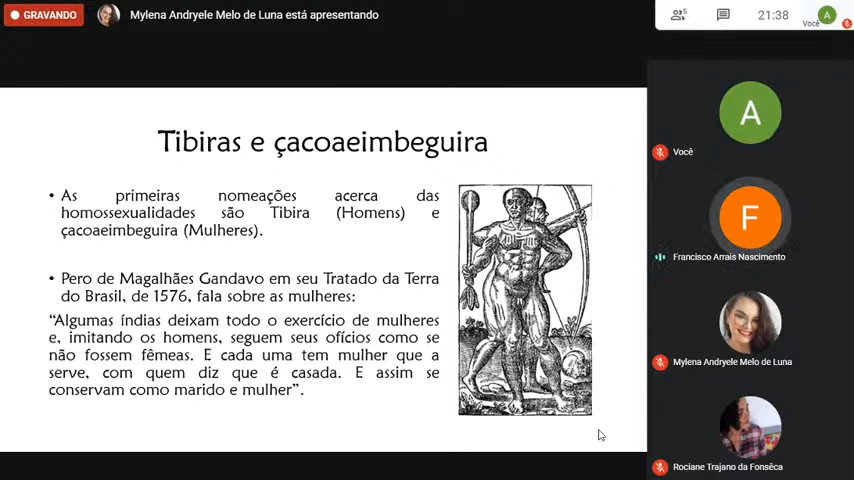 GRAVANDO
Mylena Andryele Melo de Luna está apresentando
6
21:38
Você
A
Tibiras e çacoaeimbeguira
• As primeiras nomeações acerca das
homossexualidades são Tibira (Homens) e
çacoaeimbeguira (Mulheres).
• Pero de Magalhães Gandavo em seu Tratado da Terra
do Brasil, de 1576, fala sobre as mulheres:
“Algumas índias deixam todo o exercício de mulheres
e, imitando os homens, seguem seus ofícios como se
não fossem fêmeas. E cada uma tem mulher que a
serve, com quem diz que é casada. E assim se
conservam como marido e mulher”.
A
Você
F
Francisco Arrais Nascimento
Mylena Andryele Melo de Luna
Rociane Trajano da Fonsêca